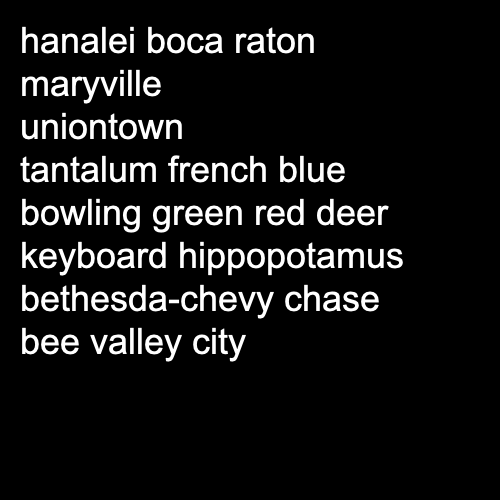 hanalei boca raton
maryville
uniontown
tantalum french blue
bowling green red deer
keyboard hippopotamus
bethesda-chevy chase
bee valley city